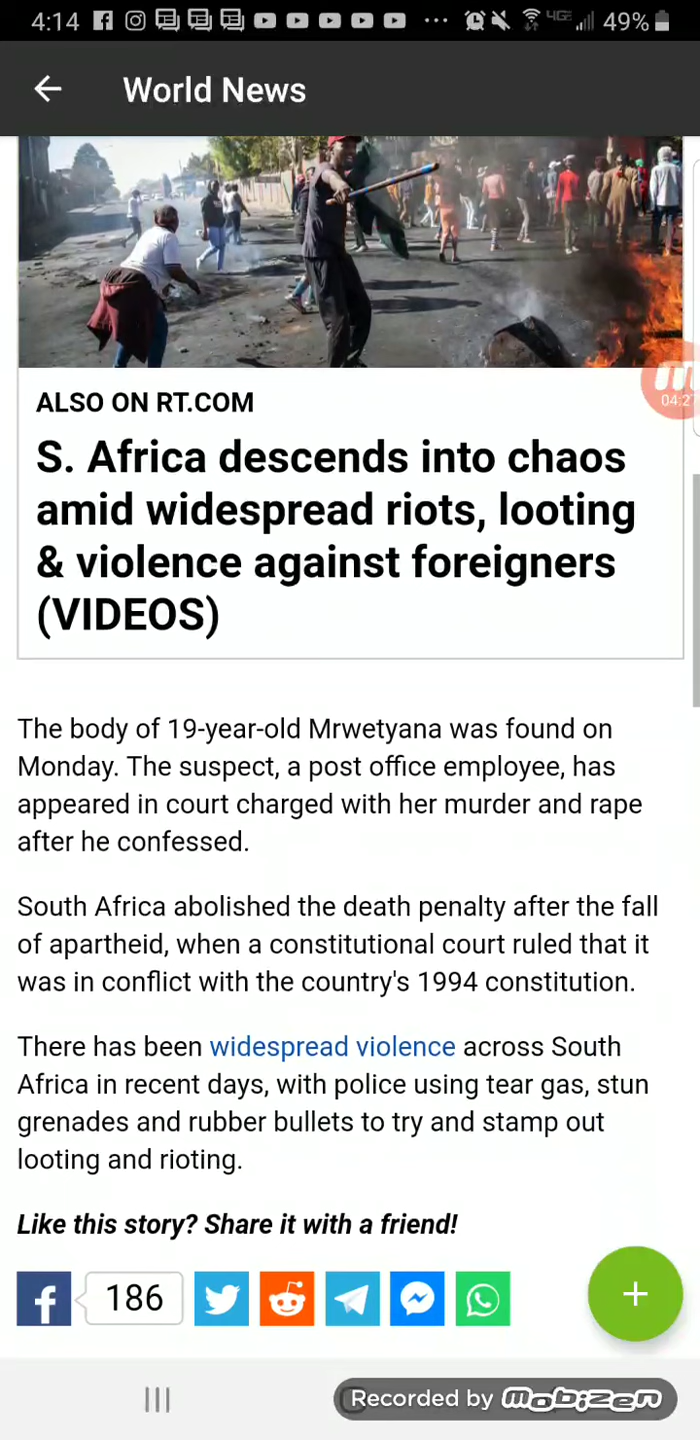 4:14 4GE 49%
World News
04:27
ALSO ON RT.COM
S. Africa descends into chaos
amid widespread riots, looting
& violence against foreigners
(VIDEOS)
The body of 19-year-old Mrwetyana was found on
Monday. The suspect, a post office employee, has
appeared in court charged with her murder and rape
after he confessed.
South Africa abolished the death penalty after the fall
of apartheid, when a constitutional court ruled that it
was in conflict with the country's 1994 constitution.
There has been widespread violence across South
Africa in recent days, with police using tear gas, stun
grenades and rubber bullets to try and stamp out
looting and rioting.
Like this story? Share it with a friend!
186
+
Recorded by mobizen